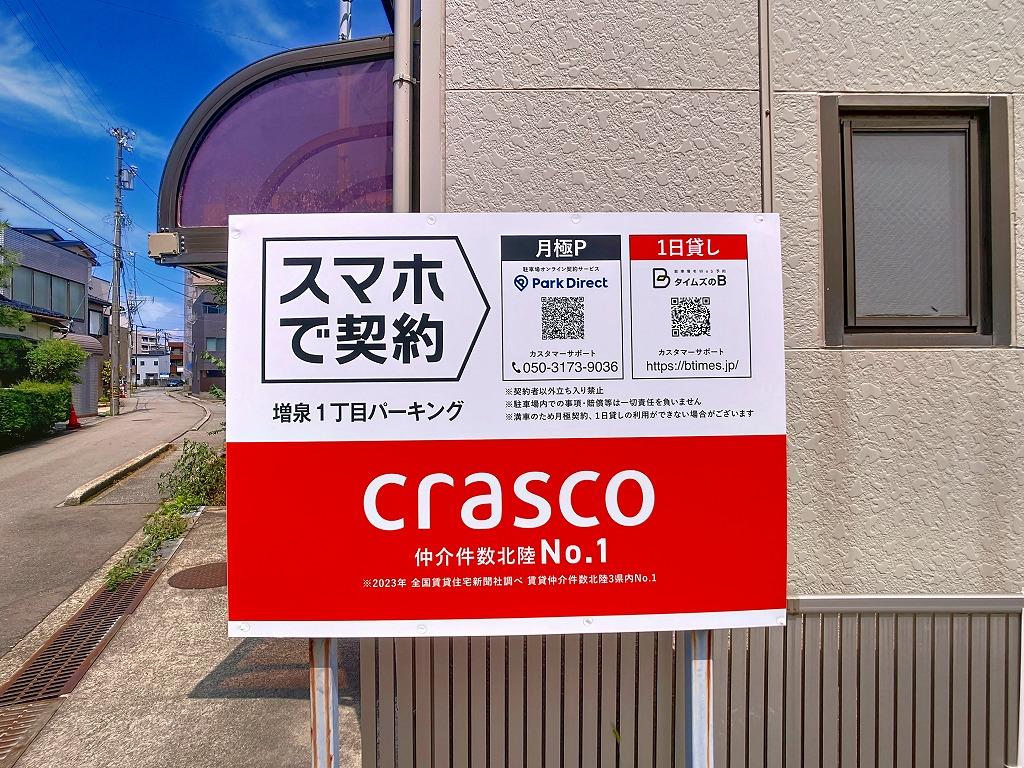 スマホ
で契約
増泉1丁目パーキング
月極P
駐車場オンライン契約サービス
Park Direct
カスタマーサポート
050-3173-9036
1日貸し
駐車場をWeb予約
タイムズのB
カスタマーサポート
https://btimes.jp/
※契約者以外立ち入り禁止
※駐車場内での事項・賠償等は一切責任を負いません
※満車のため月極契約、1日貸しの利用ができない場合がございます
crasco
仲介件数北陸No.1
※2023年 全国賃貸住宅新聞社調べ 賃貸仲介件数北陸3県内No.1